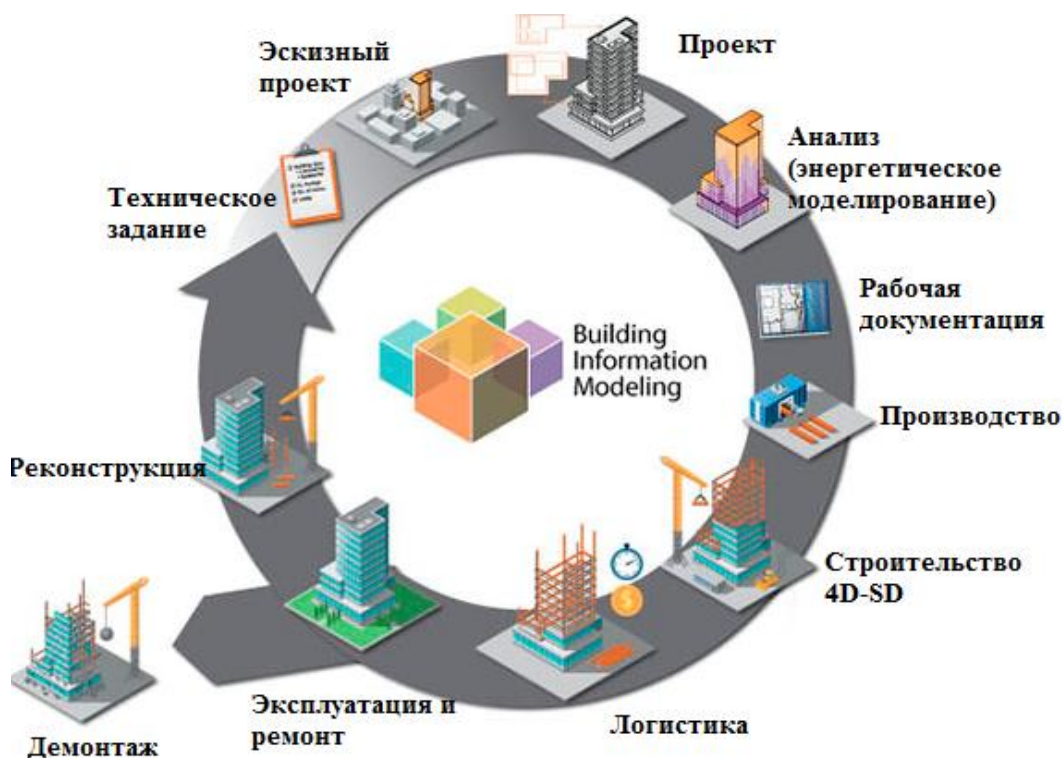 Эскизный
проект
Проект
Анализ
(энергетическое
моделирование)
Техническое
задание
Рабочая
документация
Building
Information
Modeling
Производство
Реконструкция
Строительство
4D-SD
Эксплуатация и
ремонт
Логистика
Демонтаж